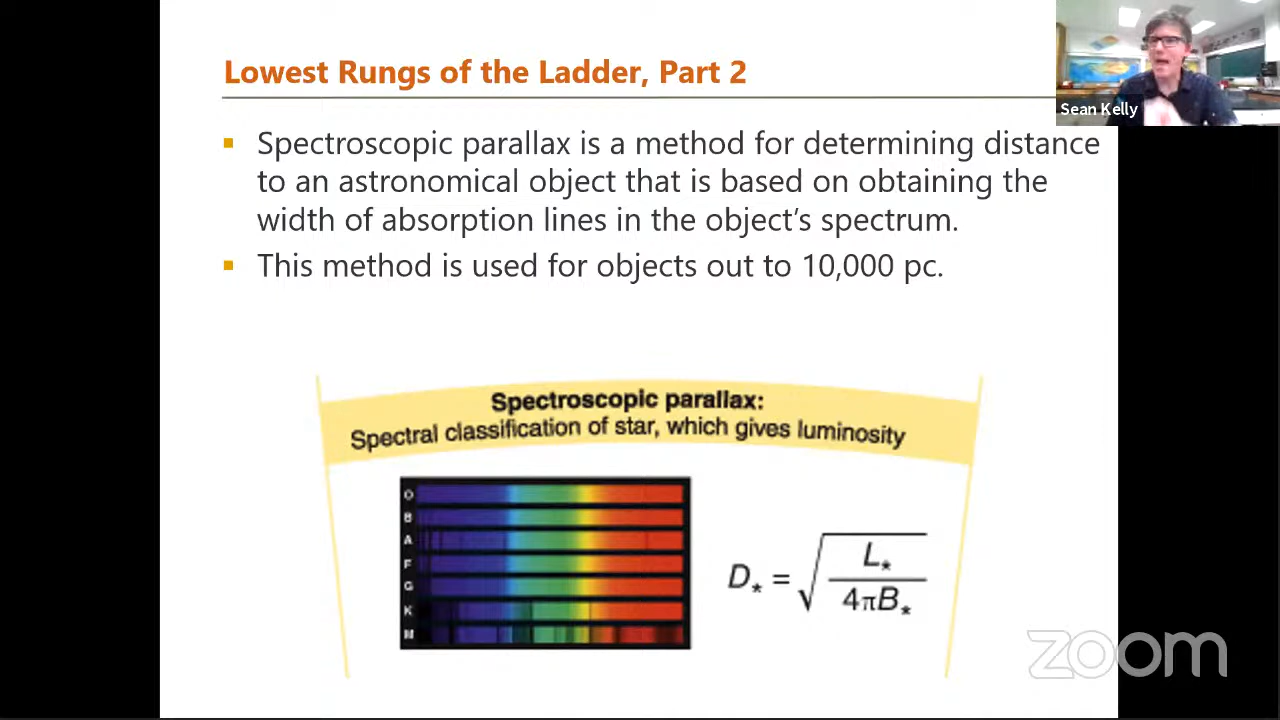 Lowest Rungs of the Ladder, Part 2
Sean Kelly
▪ Spectroscopic parallax is a method for determining distance
to an astronomical object that is based on obtaining the
width of absorption lines in the object's spectrum.
▪ This method is used for objects out to 10,000 pc.
Spectroscopic parallax:
Spectral classification of star, which gives luminosity
O
B
A
F
G
K
M
D* = √(L* / 4πB*)
zoom